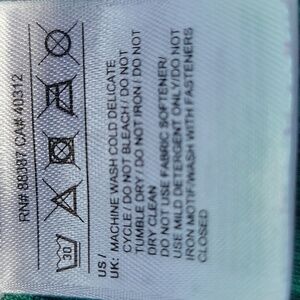 RN# 88387 CA# 40312
30
US /
UK: MACHINE WASH COLD DELICATE
CYCLE / DO NOT BLEACH / DO NOT
TUMBLE DRY / DO NOT IRON / DO NOT
DRY CLEAN
DO NOT USE FABRIC SOFTENER/
USE MILD DETERGENT ONLY/DO NOT
IRON MOTIF/WASH WITH FASTENERS
CLOSED